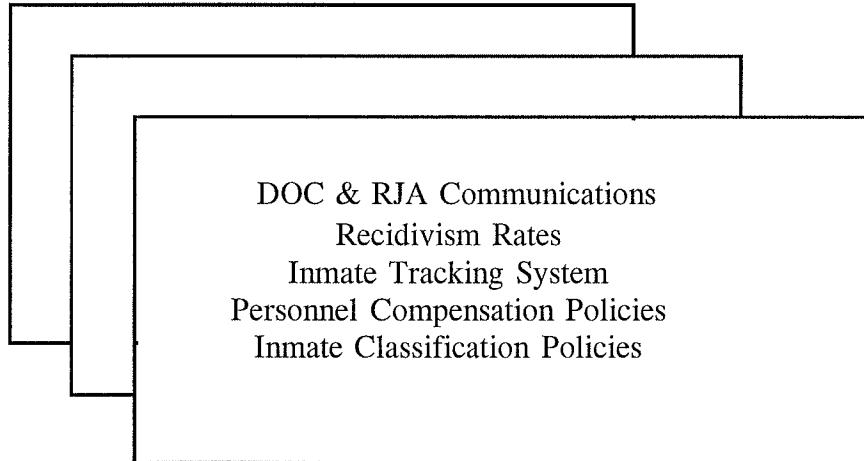 DOC & RJA Communications
Recidivism Rates
Inmate Tracking System
Personnel Compensation Policies
Inmate Classification Policies